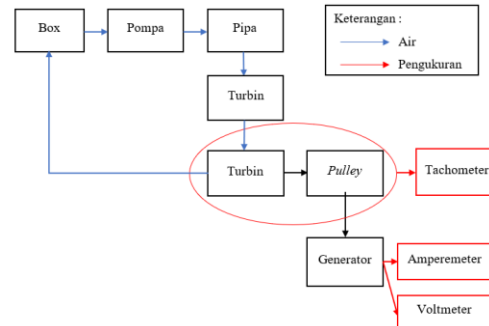 Box
Pompa
Pipa
Keterangan :
Air
Pengukuran
Turbin
Turbin
Pulley
Tachometer
Generator
Amperemeter
Voltmeter